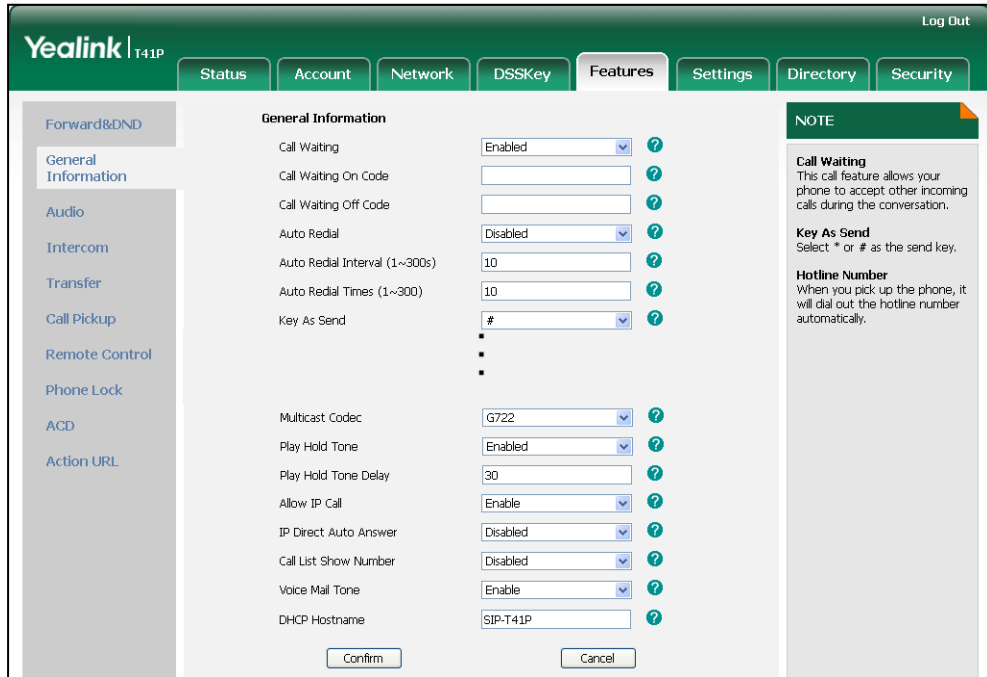 Log Out
Yealink T41P
Status
Account
Network
DSSKey
Features
Settings
Directory
Security
Forward&DND
General
Information
Audio
Intercom
Transfer
Call Pickup
Remote Control
Phone Lock
ACD
Action URL
General Information
Call Waiting Enabled ?
Call Waiting On Code ?
Call Waiting Off Code ?
Auto Redial Disabled ?
Auto Redial Interval (1~300s) 10 ?
Auto Redial Times (1~300) 10 ?
Key As Send # ?
Multicast Codec G722 ?
Play Hold Tone Enabled ?
Play Hold Tone Delay 30 ?
Allow IP Call Enable ?
IP Direct Auto Answer Disabled ?
Call List Show Number Disabled ?
Voice Mail Tone Enable ?
DHCP Hostname SIP-T41P ?
Confirm
Cancel
NOTE
Call Waiting
This call feature allows your
phone to accept other incoming
calls during the conversation.
Key As Send
Select * or # as the send key.
Hotline Number
When you pick up the phone, it
will dial out the hotline number
automatically.